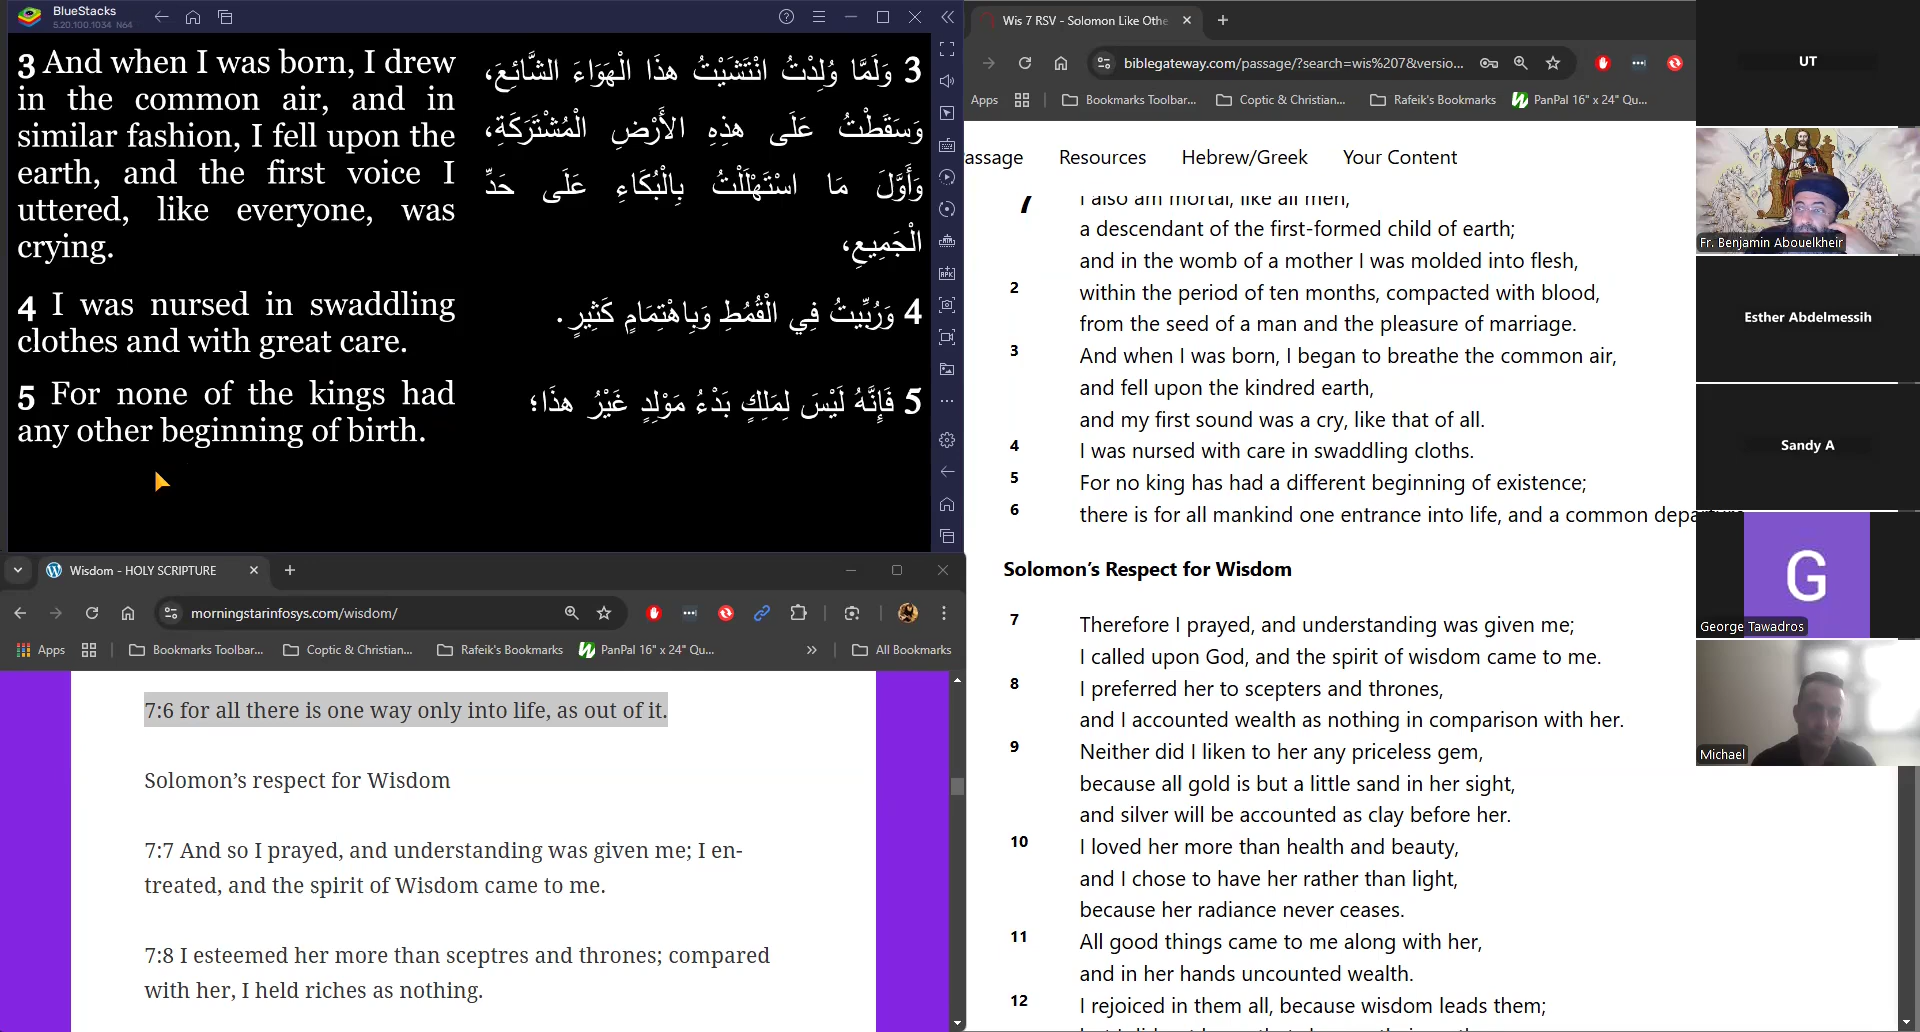 BlueStacks
5.20.100.1034 N64
3 And when I was born, I drew
in the common air, and in
similar fashion, I fell upon the
earth, and the first voice I
uttered, like everyone, was
crying.
4 I was nursed in swaddling
clothes and with great care.
5 For none of the kings had
any other beginning of birth.
3 وَلَمَّا وُلِدْتُ انْتَشَيْتُ هذَا الْهَوَاءَ الشَّائِعَ،
وَسَقَطْتُ عَلَى هذِهِ الأَرْضِ الْمُشْتَرَكَةِ،
وَأَوَّلَ مَا اسْتَهْلَلْتُ بِالْبُكَاءِ عَلَى حَدِّ
الْجَمِيعِ،
4 وَرُبِّيتُ فِي الْقُمُطِ وَبِاهْتِمَامٍ كَثِيرٍ.
5 فَإِنَّهُ لَيْسَ لِمَلِكٍ بَدْءُ مَوْلِدٍ غَيْرُ هذَا؛
APK
Wisdom - HOLY SCRIPTURE
morningstarinfosys.com/wisdom/
Apps
Bookmarks Toolbar...
Coptic & Christian...
Rafeik's Bookmarks
PanPal 16" x 24" Qu...
All Bookmarks
7:6 for all there is one way only into life, as out of it.
Solomon’s respect for Wisdom
7:7 And so I prayed, and understanding was given me; I en-
treated, and the spirit of Wisdom came to me.
7:8 I esteemed her more than sceptres and thrones; compared
with her, I held riches as nothing.
Wis 7 RSV - Solomon Like Othe
biblegateway.com/passage/?search=wis%207&versio...
Apps
Bookmarks Toolbar...
Coptic & Christian...
Rafeik's Bookmarks
PanPal 16" x 24" Qu...
assage
Resources
Hebrew/Greek
Your Content
7 I also am mortal, like all men,
a descendant of the first-formed child of earth;
and in the womb of a mother I was molded into flesh,
2 within the period of ten months, compacted with blood,
from the seed of a man and the pleasure of marriage.
3 And when I was born, I began to breathe the common air,
and fell upon the kindred earth,
and my first sound was a cry, like that of all.
4 I was nursed with care in swaddling cloths.
5 For no king has had a different beginning of existence;
6 there is for all mankind one entrance into life, and a common departure.
Solomon’s Respect for Wisdom
7 Therefore I prayed, and understanding was given me;
I called upon God, and the spirit of wisdom came to me.
8 I preferred her to scepters and thrones,
and I accounted wealth as nothing in comparison with her.
9 Neither did I liken to her any priceless gem,
because all gold is but a little sand in her sight,
and silver will be accounted as clay before her.
10 I loved her more than health and beauty,
and I chose to have her rather than light,
because her radiance never ceases.
11 All good things came to me along with her,
and in her hands uncounted wealth.
12 I rejoiced in them all, because wisdom leads them;
UT
Fr. Benjamin Abouelkheir
Esther Abdelmessih
Sandy A
G
George Tawadros
Michael